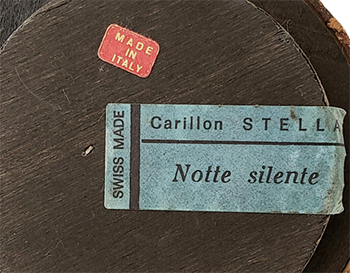 MADE
IN
ITALY
SWISS MADE
Carillon STELLA
Notte silente